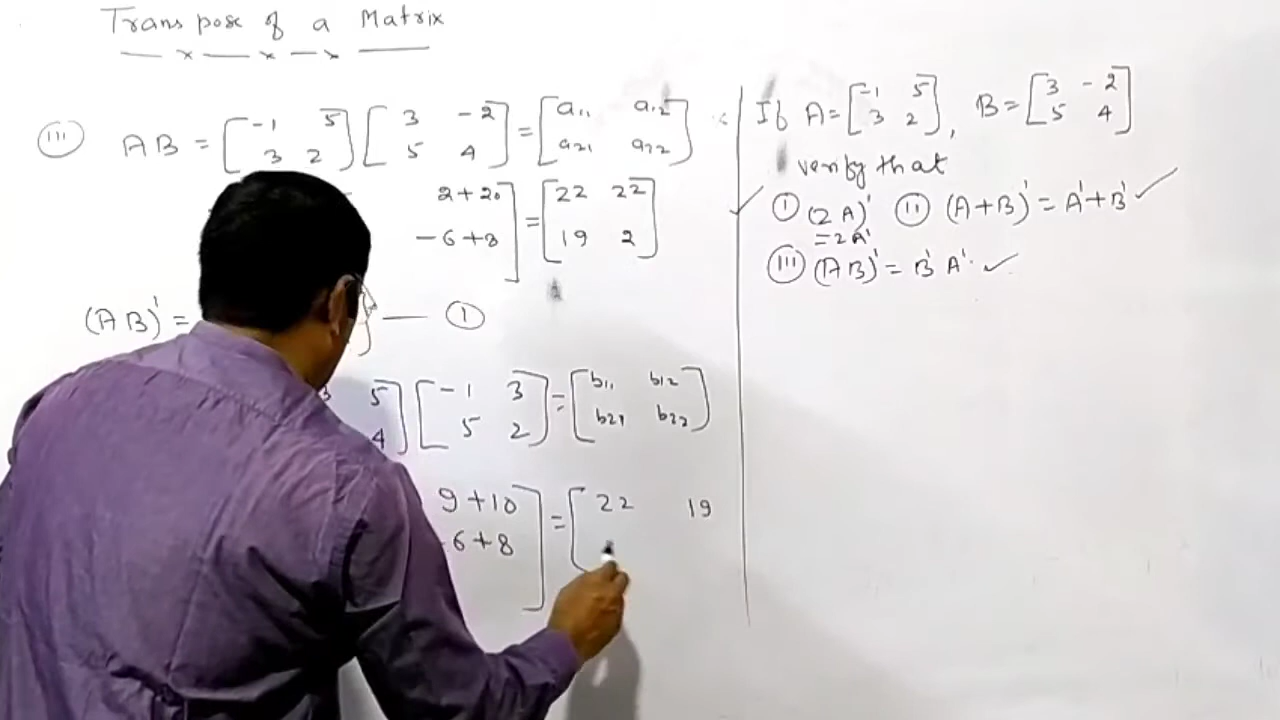 Transpose of a Matrix
III AB = [ -1 5 3 2 ] [ 3 -2 5 4 ] = [ a11 a12 a21 a22 ]
2+20 -6+8 ] = [ 22 22 19 2 ]
(AB)' = — 1
5 4 ] [ -1 3 5 2 ] = [ b11 b12 b21 b22 ]
9+10 6+8 ] = [ 22 19
If A = [ -1 5 3 2 ], B = [ 3 -2 5 4 ]
verify that
I (2A)' II (A+B)' = A'+B' ✓
=2A'
III (AB)' = B' A'. ✓